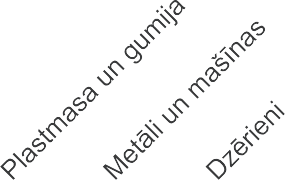 Plastmasa un gumija
Metāli un mašīnas
Dzērieni